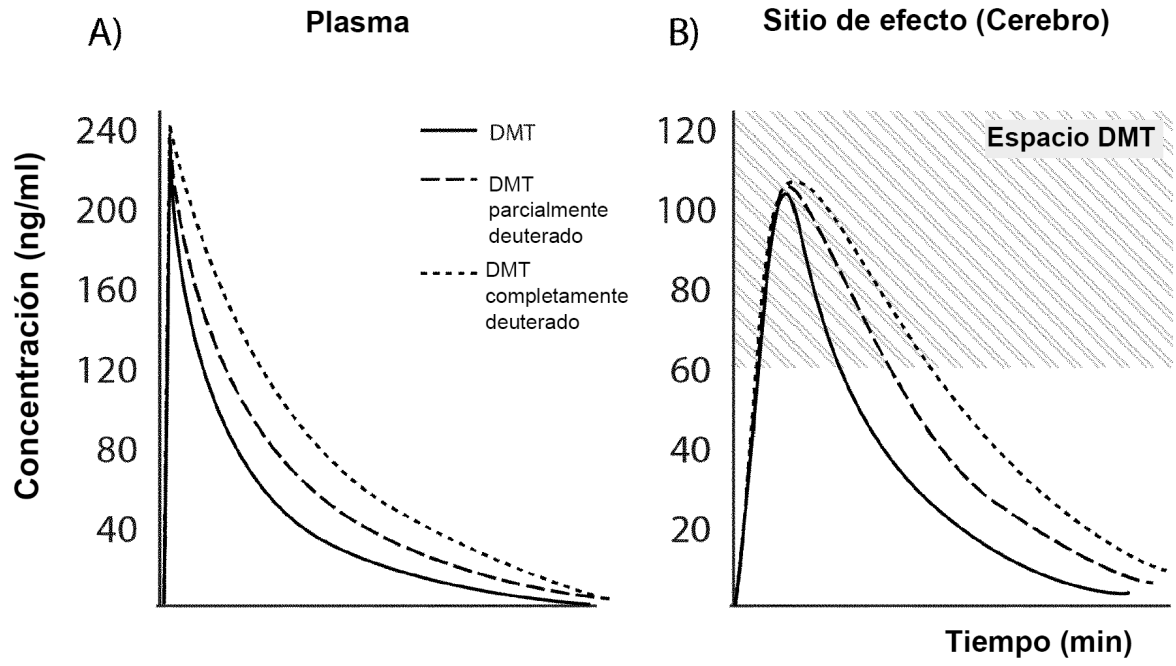 A)
Plasma
Concentración (ng/ml)
240
200
160
120
80
40
DMT
DMT
parcialmente
deuterado
DMT
completamente
deuterado
B)
Sitio de efecto (Cerebro)
120
100
80
60
40
20
Espacio DMT
Tiempo (min)